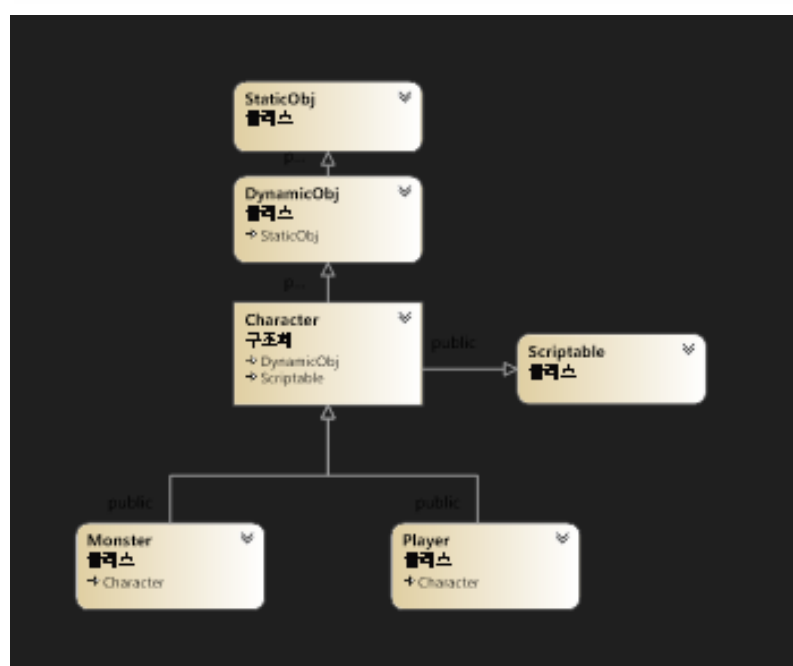 StaticObj
클래스
p...
DynamicObj
클래스
StaticObj
p...
Character
구조체
DynamicObj
Scriptable
public
Scriptable
클래스
public
public
Monster
클래스
Character
Player
클래스
Character